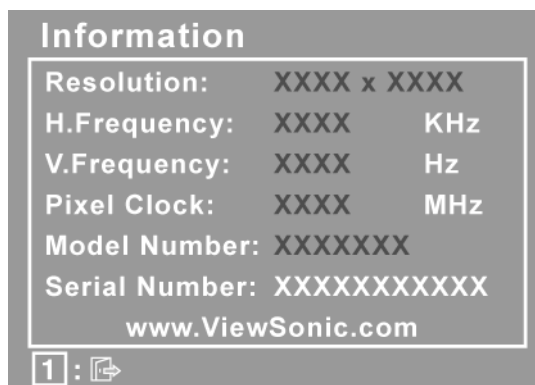 Information
Resolution: XXXX x XXXX
H.Frequency: XXXX KHz
V.Frequency: XXXX Hz
Pixel Clock: XXXX MHz
Model Number: XXXXXXX
Serial Number: XXXXXXXXXXX
www.ViewSonic.com
1 :